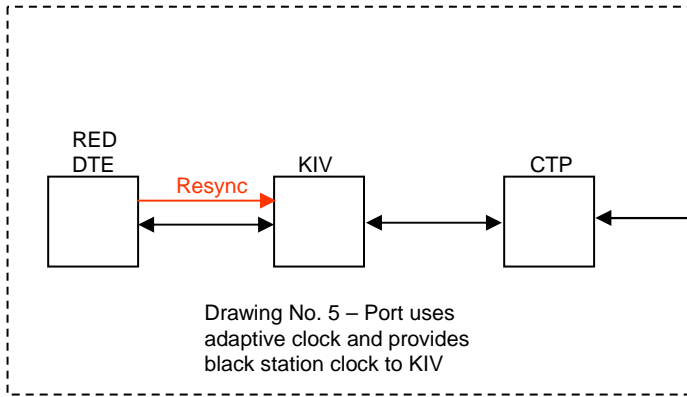 RED
DTE
KIV
CTP
Resync
Drawing No. 5 – Port uses
adaptive clock and provides
black station clock to KIV